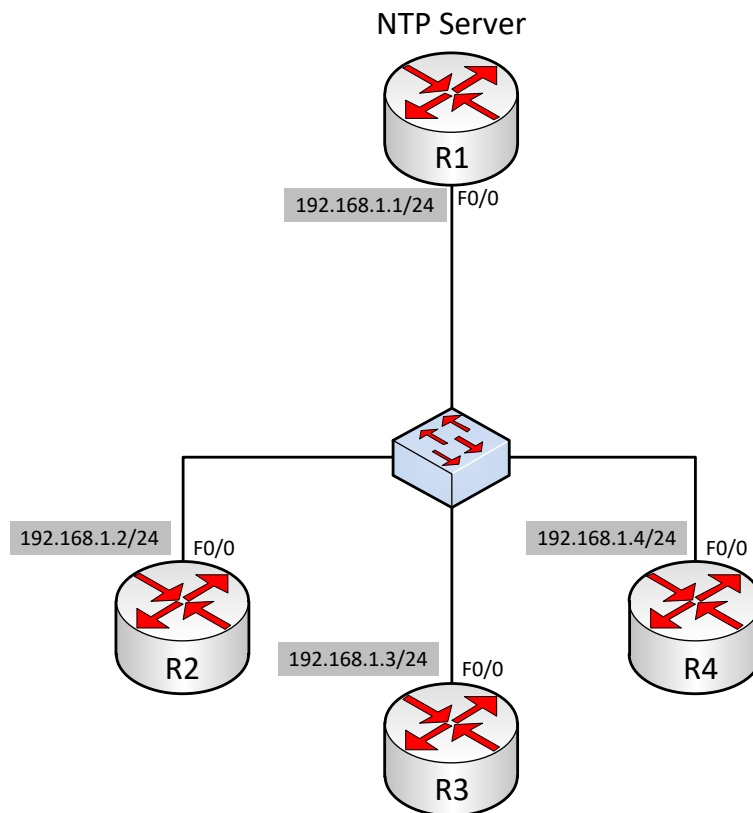 NTP Server
R1
192.168.1.1/24
F0/0
192.168.1.2/24
F0/0
192.168.1.4/24
F0/0
R2
192.168.1.3/24
F0/0
R4
R3